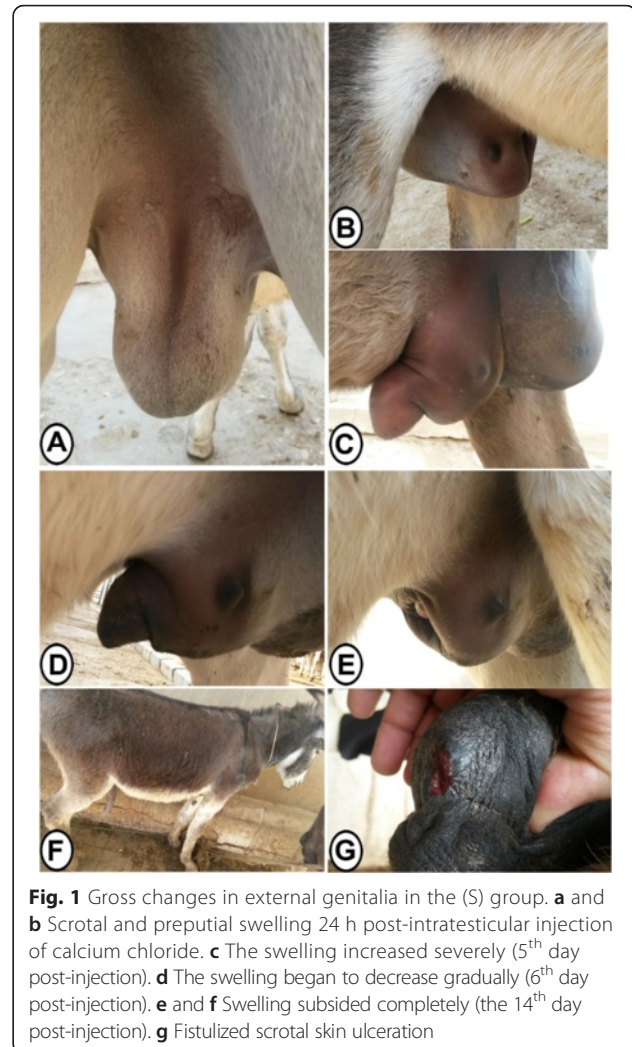 A
B
C
D
E
F
G
Fig. 1 Gross changes in external genitalia in the (S) group. a and
b Scrotal and preputial swelling 24 h post-intratesticular injection
of calcium chloride. c The swelling increased severely (5th day
post-injection). d The swelling began to decrease gradually (6th day
post-injection). e and f Swelling subsided completely (the 14th day
post-injection). g Fistulized scrotal skin ulceration